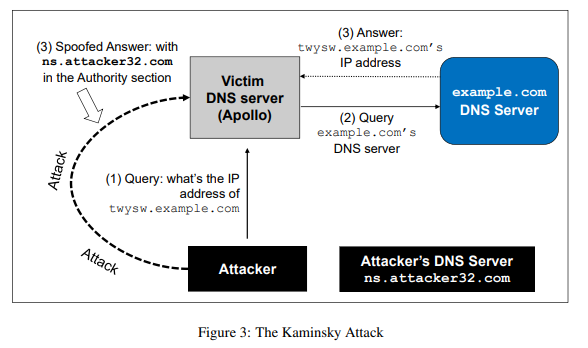 (3) Spoofed Answer: with
ns.attacker32.com
in the Authority section
Victim
DNS server
(Apollo)
(3) Answer:
twysw.example.com's
IP address
example.com
DNS Server
(2) Query
example.com's
DNS server
Attack
(1) Query: what's the IP
address of
twysw.example.com
Attack
Attacker
Attacker's DNS Server
ns.attacker32.com
Figure 3: The Kaminsky Attack